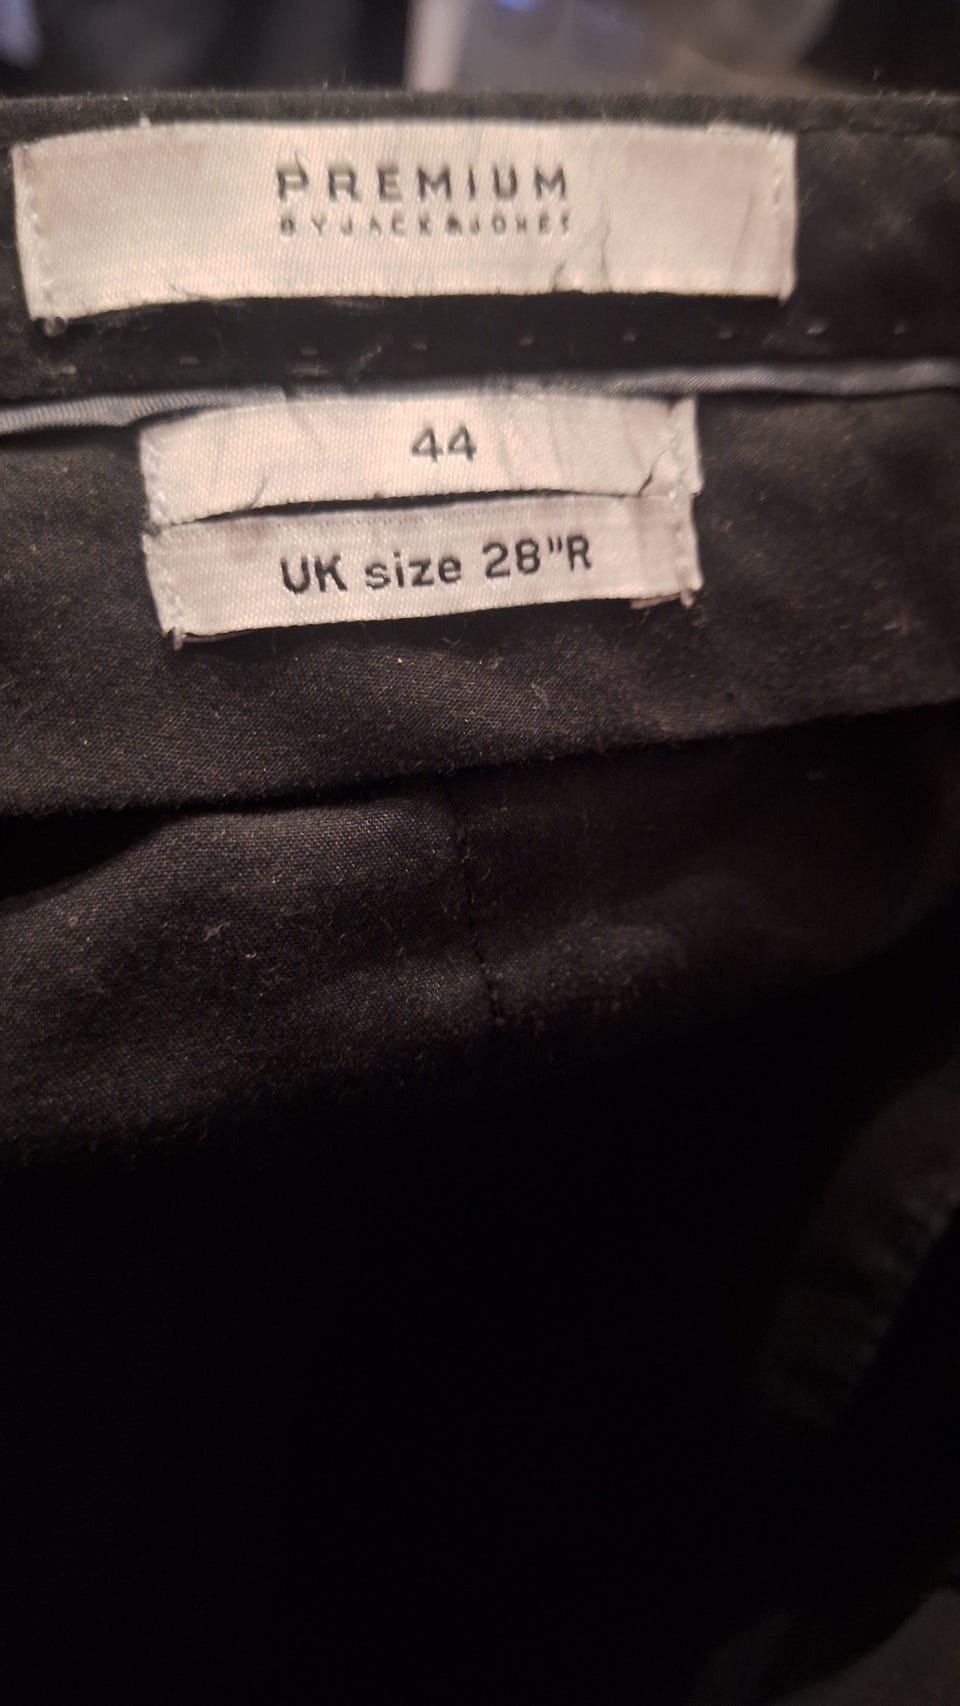 PREMIUM
BY JACK & JONES
44
UK size 28"R